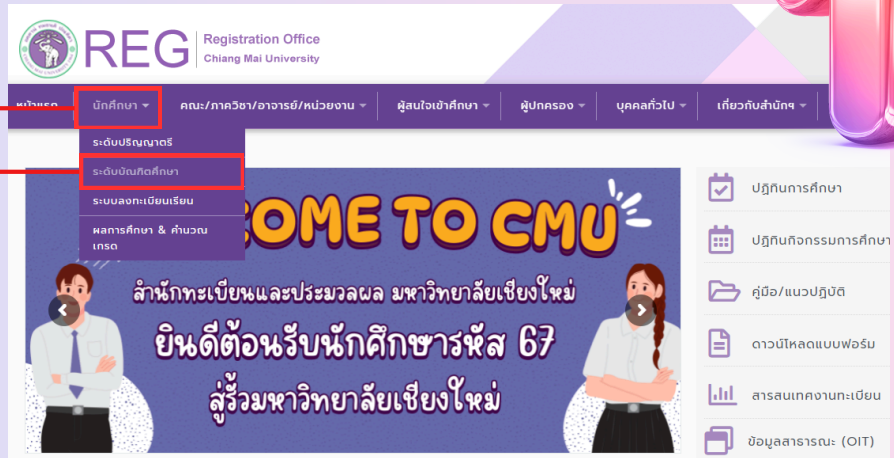 REG
Registration Office
Chiang Mai University
หน้าแรก
นักศึกษา
คณะ/ภาควิชา/อาจารย์/หน่วยงาน
ผู้สนใจเข้าศึกษา
ผู้ปกครอง
บุคคลทั่วไป
เกี่ยวกับสำนักฯ
ระดับปริญญาตรี
ระดับบัณฑิตศึกษา
ระบบลงทะเบียนเรียน
ผลการศึกษา & คำนวณ
เกรด
OME TO CMU
สำนักทะเบียนและประมวลผล มหาวิทยาลัยเชียงใหม่
ยินดีต้อนรับนักศึกษารหัส 67
สู่รั้วมหาวิทยาลัยเชียงใหม่
ปฏิทินการศึกษา
ปฏิทินกิจกรรมการศึกษา
คู่มือ/แนวปฏิบัติ
ดาวน์โหลดแบบฟอร์ม
สารสนเทศงานทะเบียน
ข้อมูลสาธารณะ (OIT)